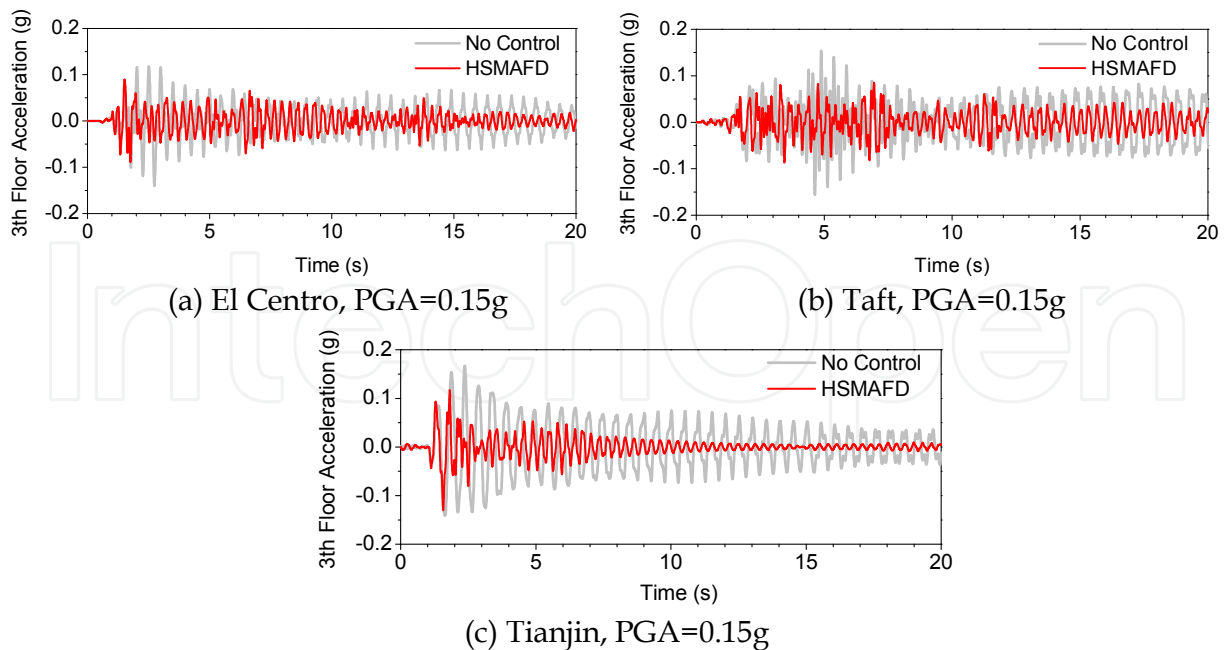 3th Floor Acceleration (g)
0.2
0.1
0.0
-0.1
-0.2
No Control
HSMAFD
0
5
10
15
20
Time (s)
(a) El Centro, PGA=0.15g
3th Floor Acceleration (g)
0.2
0.1
0.0
-0.1
-0.2
No Control
HSMAFD
0
5
10
15
20
Time (s)
(b) Taft, PGA=0.15g
IntechOpen
3th Floor Acceleration (g)
0.2
0.1
0.0
-0.1
-0.2
No Control
HSMAFD
0
5
10
15
20
Time (s)
(c) Tianjin, PGA=0.15g